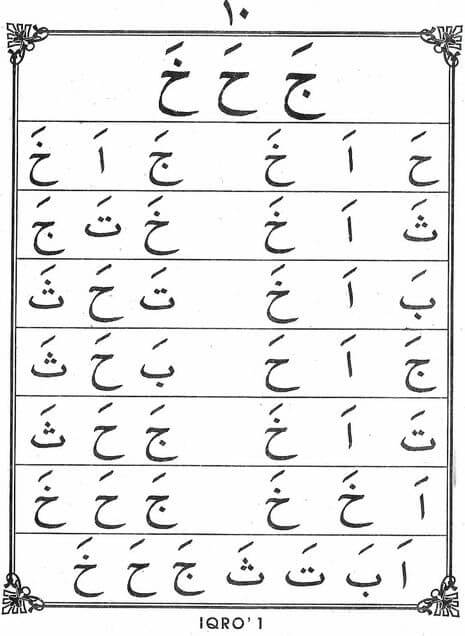 ١٠
جَ حَ خَ
حَ اَ خَ جَ اَ خَ
ثَ اَ خَ خَ تَ جَ
بَ اَ خَ تَ حَ ثَ
جَ اَ حَ بَ حَ ثَ
تَ اَ خَ جَ حَ ثَ
اَ خَ خَ جَ حَ خَ
اَ بَ تَ ثَ جَ حَ خَ
IQRO'1